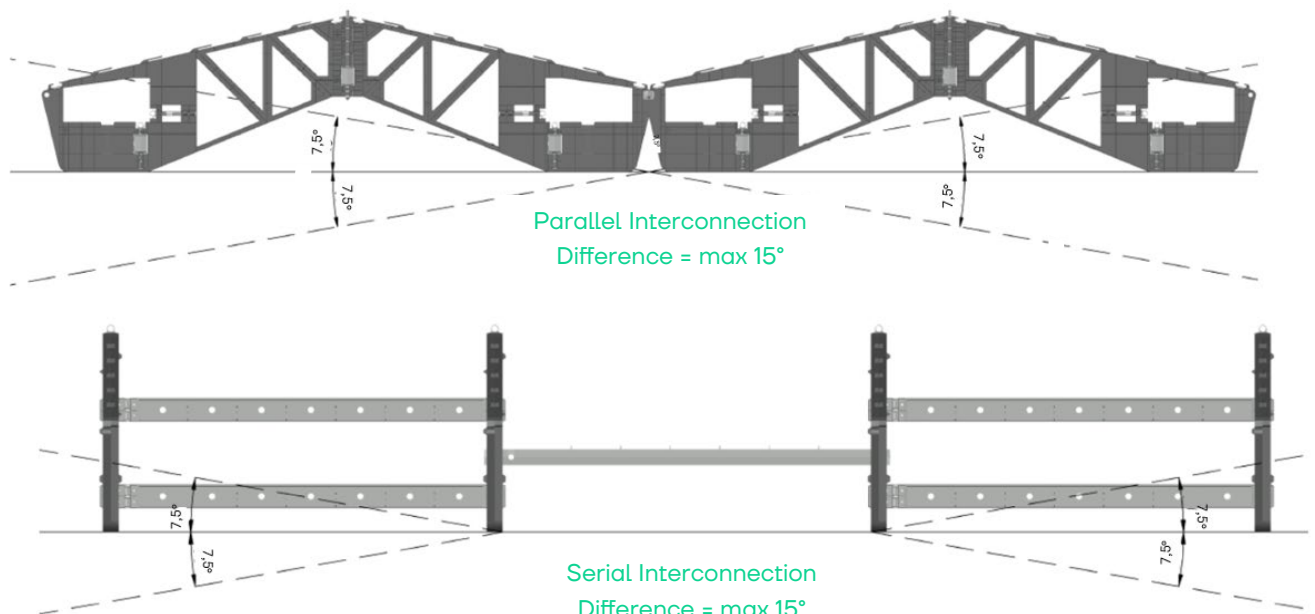 7,5°
7,5°
7,5°
7,5°
Parallel Interconnection
Difference = max 15°
7,5°
7,5°
7,5°
7,5°
Serial Interconnection
Difference = max 15°